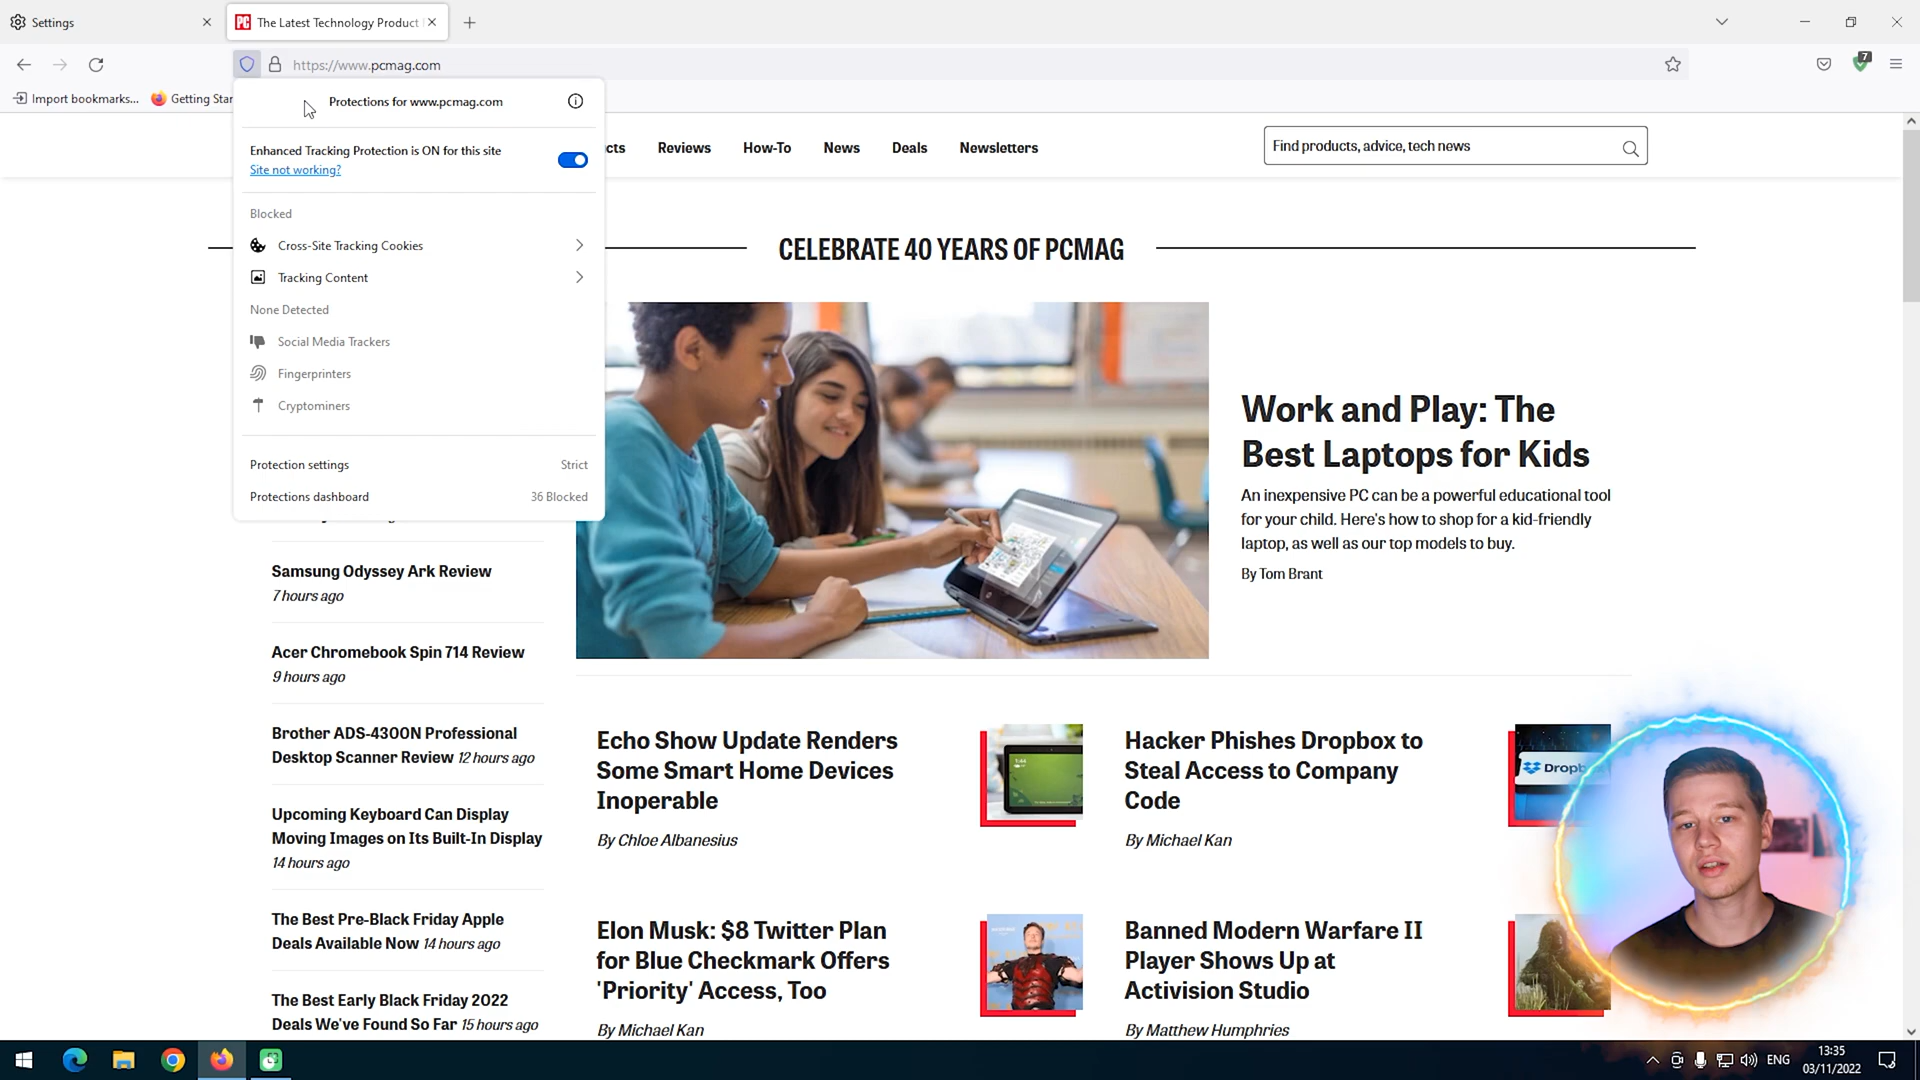 Settings
PC The Latest Technology Product
https://www.pcmag.com
7
Import bookmarks...
Getting Star
Protections for www.pcmag.com
Enhanced Tracking Protection is ON for this site
Site not working?
Blocked
Cross-Site Tracking Cookies
Tracking Content
None Detected
Social Media Trackers
Fingerprinters
Cryptominers
Protection settings Strict
Protections dashboard 36 Blocked
cts Reviews How-To News Deals Newsletters
Find products, advice, tech news
CELEBRATE 40 YEARS OF PCMAG
Work and Play: The
Best Laptops for Kids
An inexpensive PC can be a powerful educational tool
for your child. Here's how to shop for a kid-friendly
laptop, as well as our top models to buy.
By Tom Brant
Samsung Odyssey Ark Review
7 hours ago
Acer Chromebook Spin 714 Review
9 hours ago
Brother ADS-4300N Professional
Desktop Scanner Review 12 hours ago
Upcoming Keyboard Can Display
Moving Images on Its Built-In Display
14 hours ago
The Best Pre-Black Friday Apple
Deals Available Now 14 hours ago
The Best Early Black Friday 2022
Deals We've Found So Far 15 hours ago
Echo Show Update Renders
Some Smart Home Devices
Inoperable
By Chloe Albanesius
Hacker Phishes Dropbox to
Steal Access to Company
Code
By Michael Kan
Dropb
Elon Musk: $8 Twitter Plan
for Blue Checkmark Offers
'Priority' Access, Too
By Michael Kan
Banned Modern Warfare II
Player Shows Up at
Activision Studio
By Matthew Humphries
ENG
13:35
03/11/2022